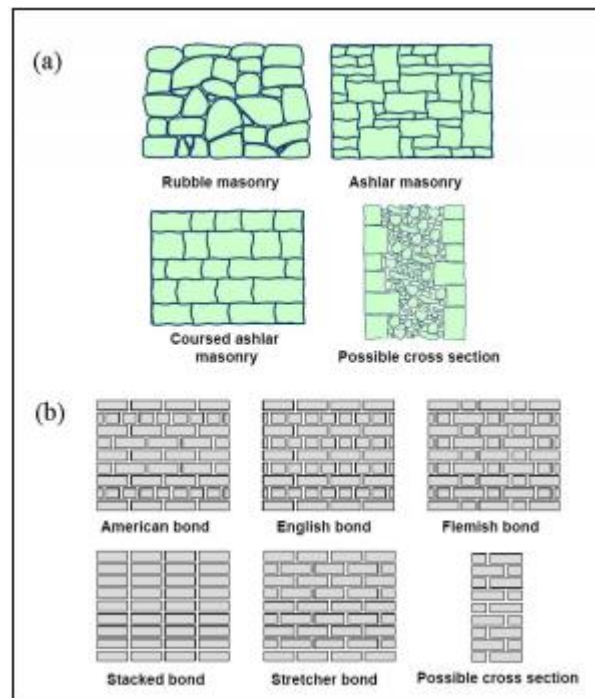 (a)
Rubble masonry
Ashlar masonry
Coursed ashlar
masonry
Possible cross section
(b)
American bond
English bond
Flemish bond
Stacked bond
Stretcher bond
Possible cross section